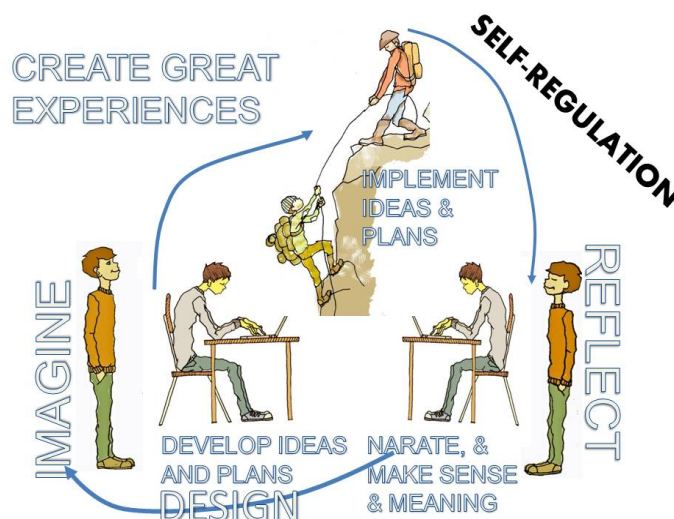 CREATE GREAT
EXPERIENCES
SELF-REGULATION
IMPLEMENT
IDEAS &
PLANS
IMAGINE
REFLECT
DEVELOP IDEAS
AND PLANS
DESIGN
NARATE, &
MAKE SENSE
& MEANING